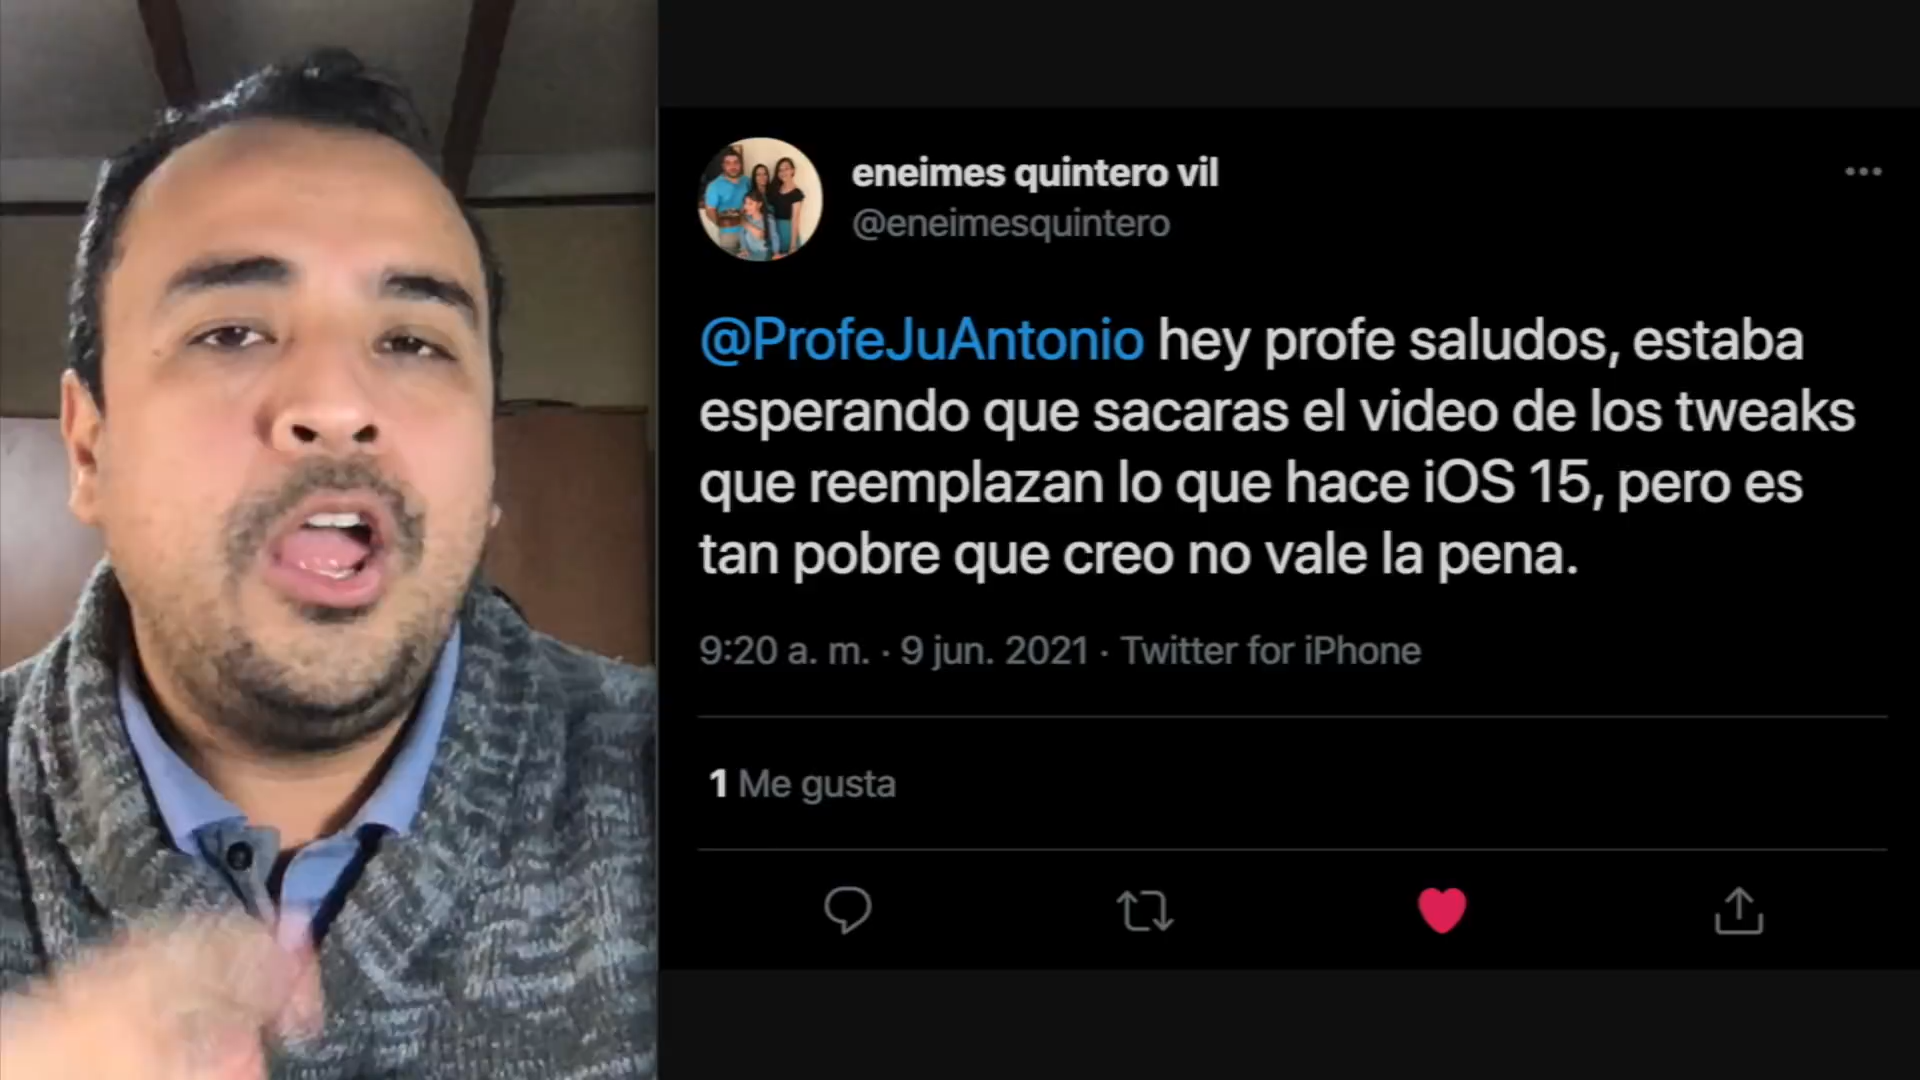 eneimes quintero vil
@eneimesquintero
@ProfeJuAntonio hey profe saludos, estaba
esperando que sacaras el video de los tweaks
que reemplazan lo que hace iOS 15, pero es
tan pobre que creo no vale la pena.
9:20 a. m. · 9 jun. 2021 · Twitter for iPhone
1 Me gusta